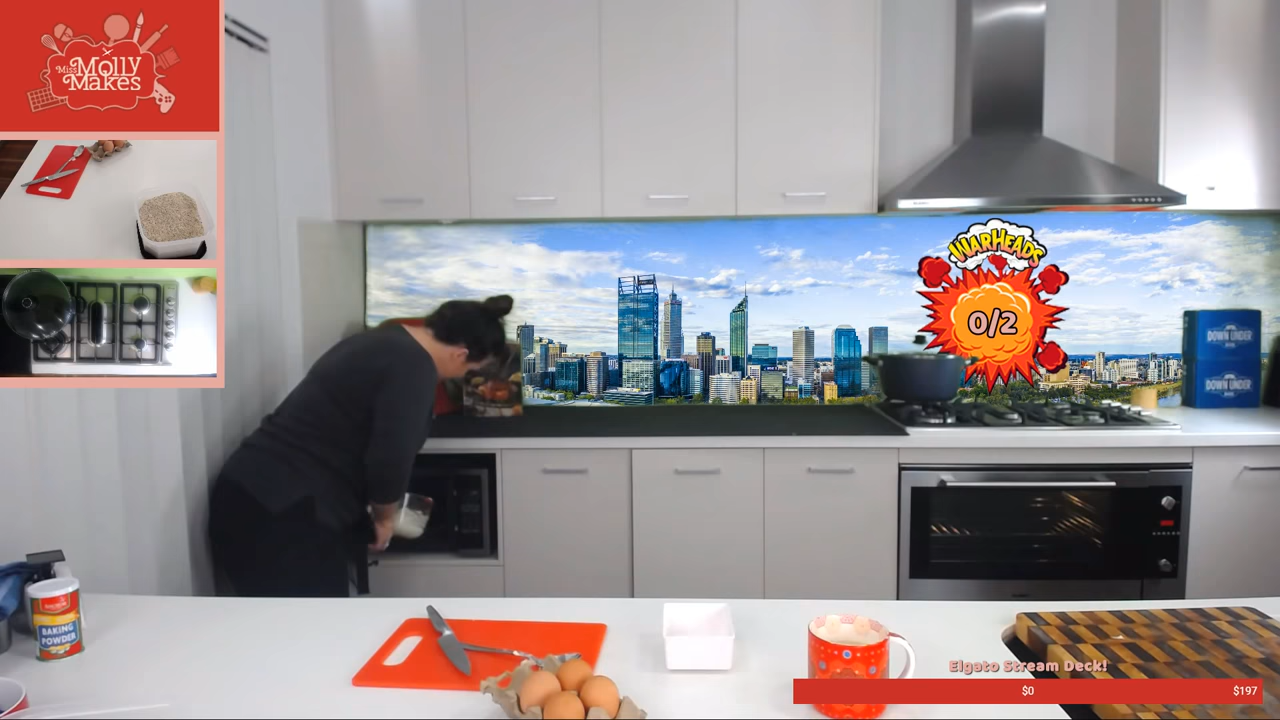 Miss Molly
Makes
WARHEADS
0/2
DOWN UNDER
DOWN UNDER
BAKING
POWDER
Elgato Stream Deck!
$0
$197